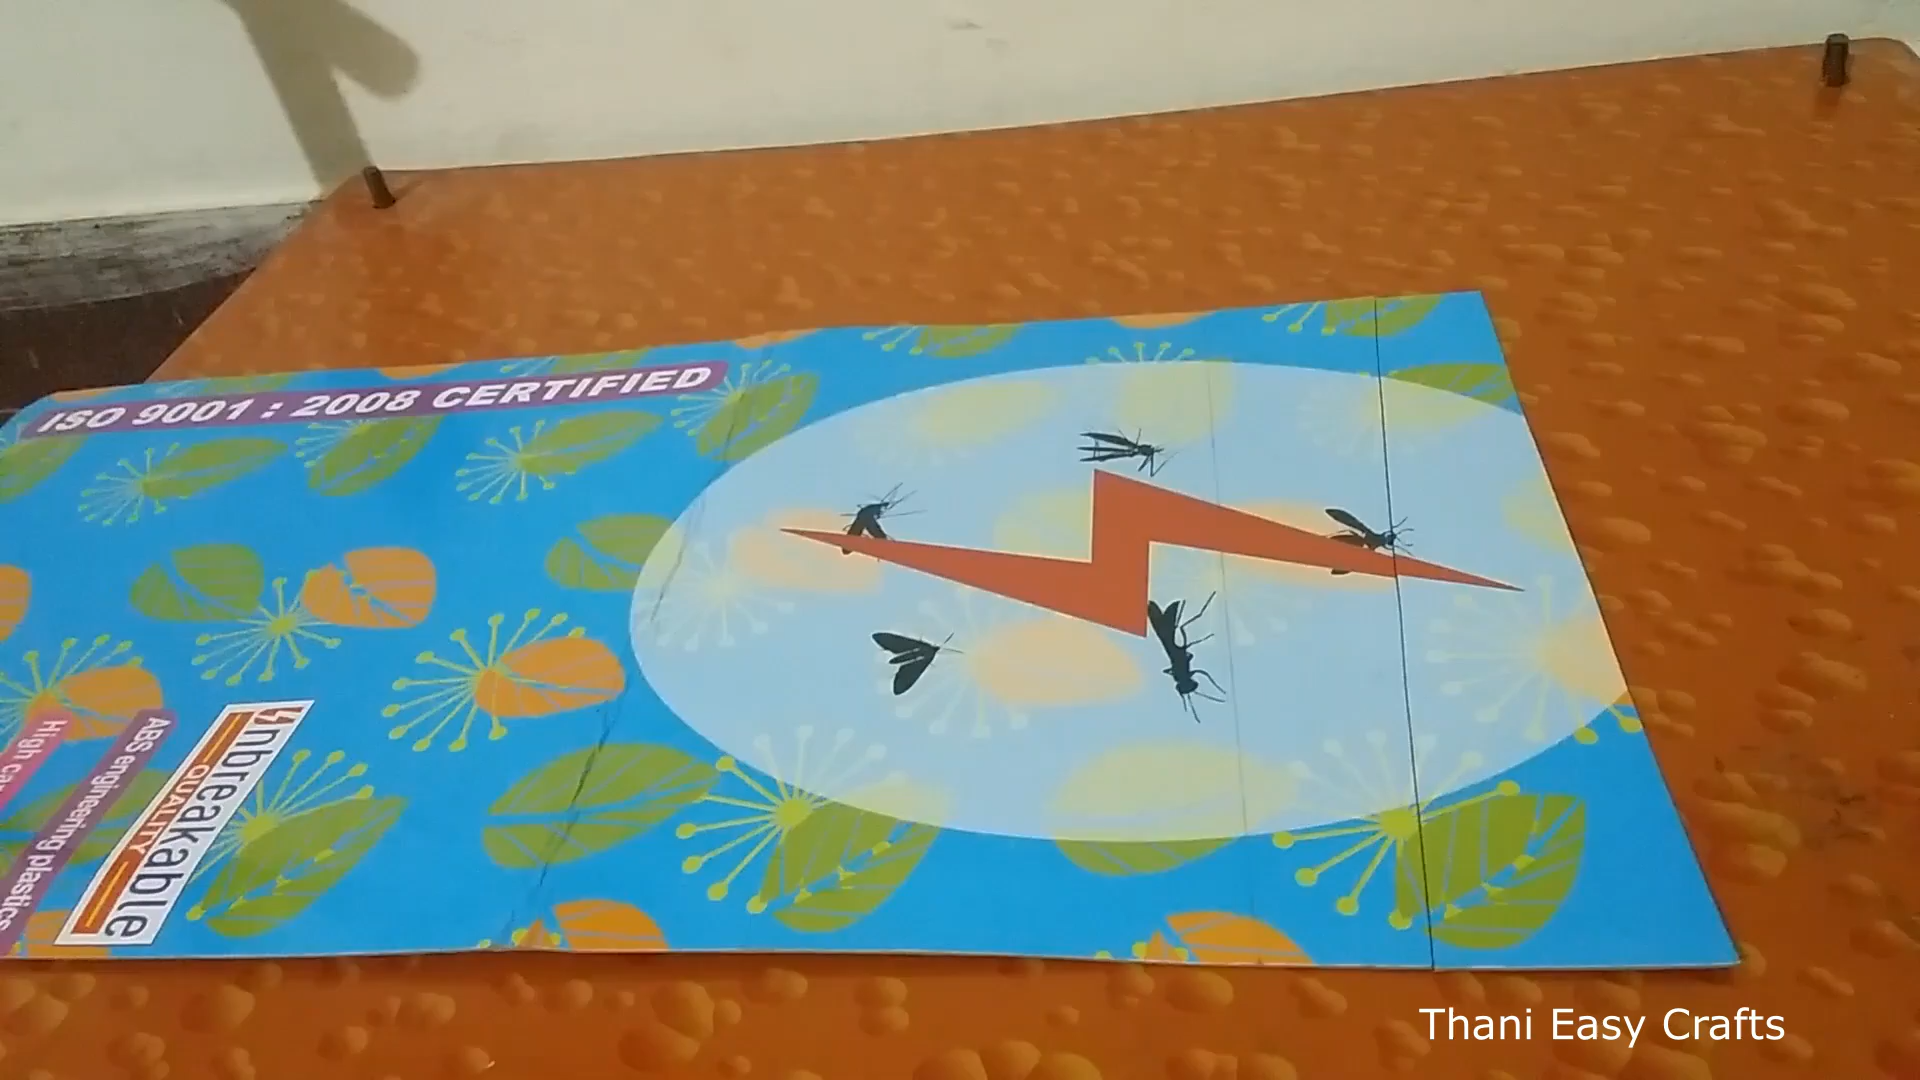 ISO 9001 : 2008 CERTIFIED
unbreakable
QUALITY
ABS engineering plastics
High
Thani Easy Crafts